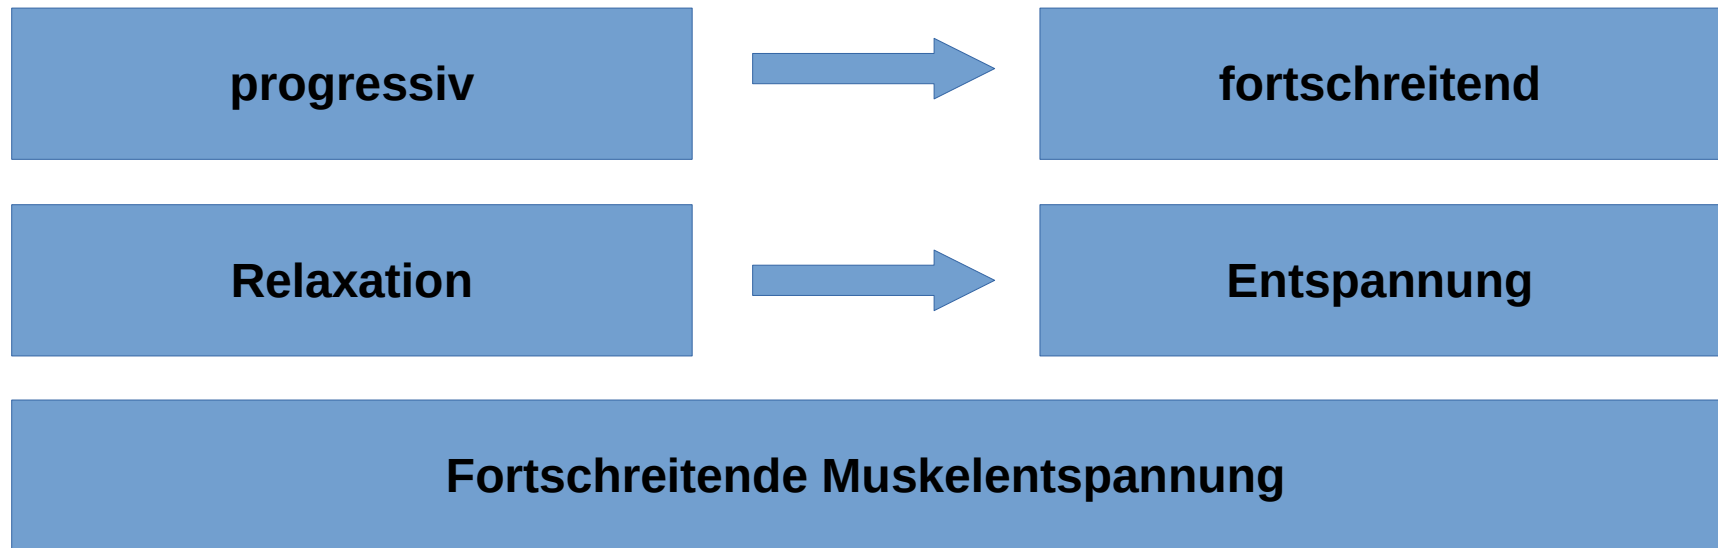 progressiv
fortschreitend
Relaxation
Entspannung
Fortschreitende Muskelentspannung